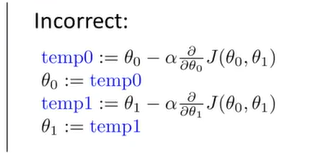 Incorrect:
temp0 := θ₀ − α ∂/∂θ₀ J(θ₀, θ₁)
θ₀ := temp0
temp1 := θ₁ − α ∂/∂θ₁ J(θ₀, θ₁)
θ₁ := temp1